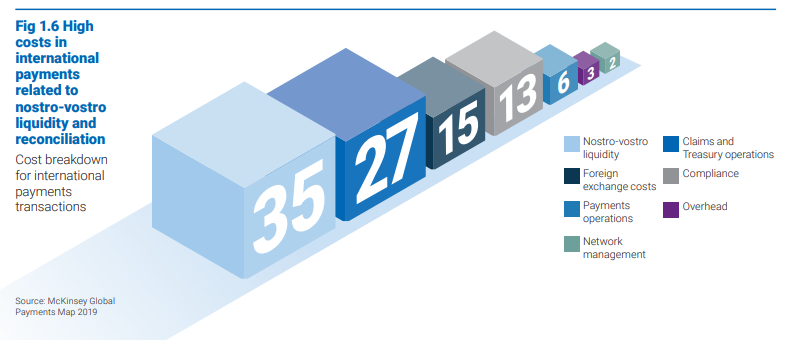 Fig 1.6 High
costs in
international
payments
related to
nostro-vostro
liquidity and
reconciliation
Cost breakdown
for international
payments
transactions
35
27
15
13
6
3
2
Nostro-vostro
liquidity
Claims and
Treasury operations
Foreign
exchange costs
Compliance
Payments
operations
Overhead
Network
management
Source: McKinsey Global
Payments Map 2019